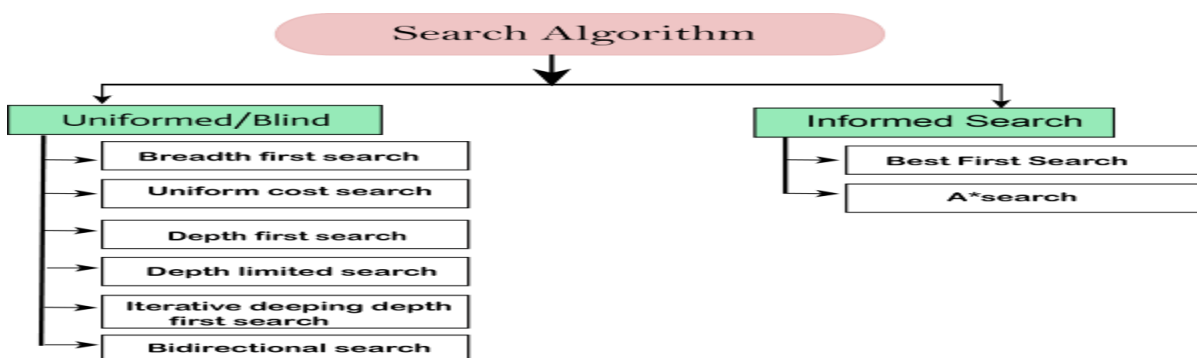 Search Algorithm
Uniformed/Blind
Breadth first search
Uniform cost search
Depth first search
Depth limited search
Iterative deeping depth
first search
Bidirectional search
Informed Search
Best First Search
A*search